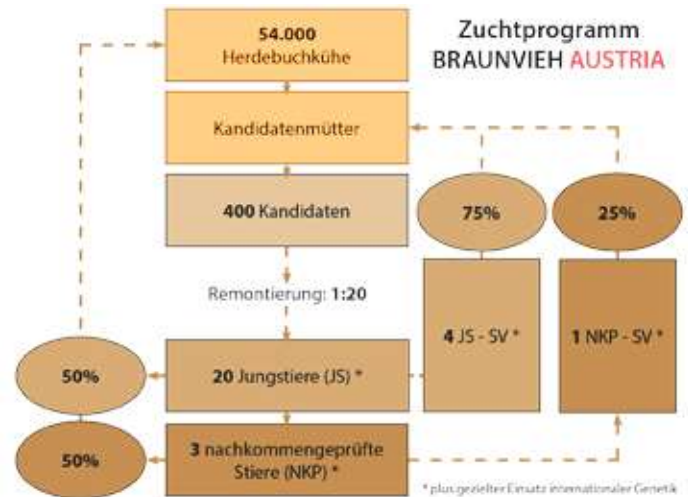 Zuchtprogramm
BRAUNVIEH AUSTRIA
54.000
Herdebuchkühe
Kandidatenmütter
400 Kandidaten
75%
25%
Remontierung: 1:20
4 JS - SV *
1 NKP - SV *
50%
20 Jungstiere (JS) *
50%
3 nachkommengeprüfte
Stiere (NKP) *
* plus gezielter Einsatz internationaler Genetik